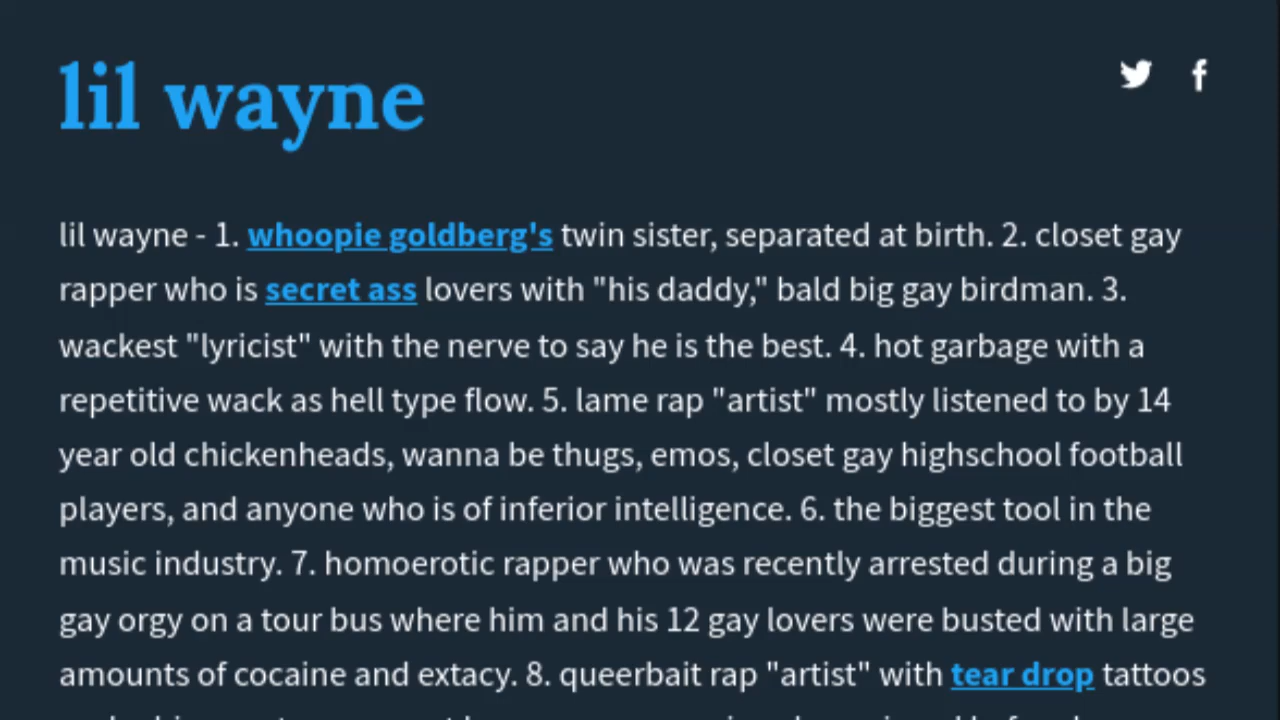 lil wayne
lil wayne - 1. whoopie goldberg's twin sister, separated at birth. 2. closet gay
rapper who is secret ass lovers with "his daddy," bald big gay birdman. 3.
wackest "lyricist" with the nerve to say he is the best. 4. hot garbage with a
repetitive wack as hell type flow. 5. lame rap "artist" mostly listened to by 14
year old chickenheads, wanna be thugs, emos, closet gay highschool football
players, and anyone who is of inferior intelligence. 6. the biggest tool in the
music industry. 7. homoerotic rapper who was recently arrested during a big
gay orgy on a tour bus where him and his 12 gay lovers were busted with large
amounts of cocaine and extacy. 8. queerbait rap "artist" with tear drop tattoos